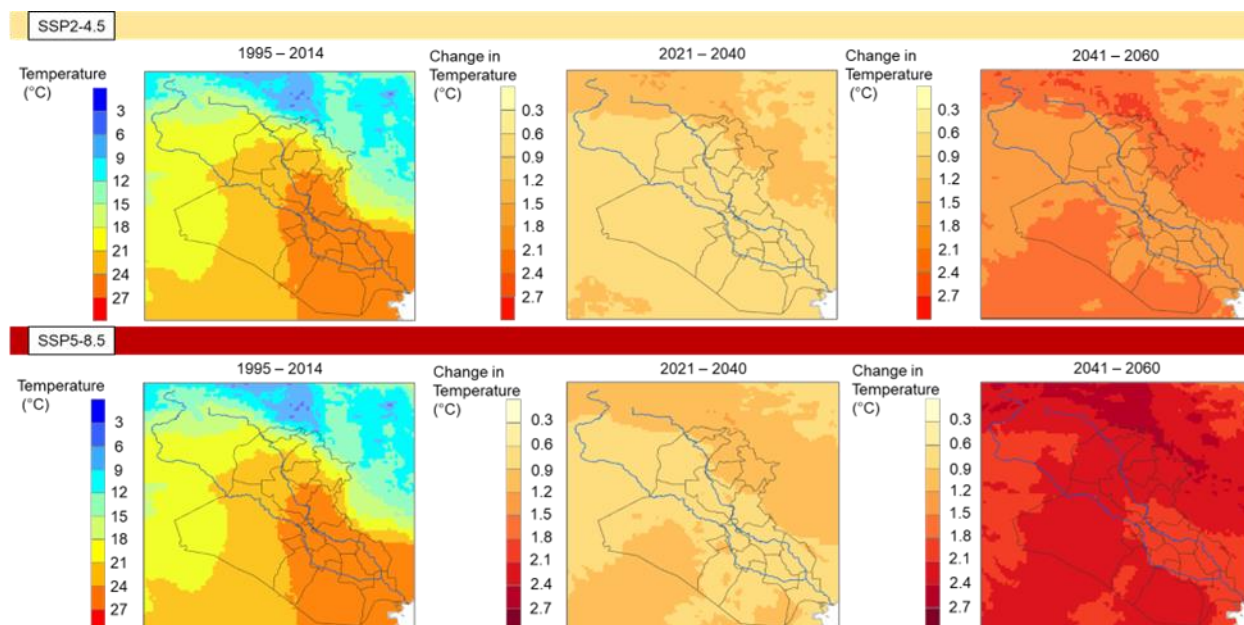 SSP2-4.5
1995 – 2014
Change in
2021 – 2040
Change in
2041 – 2060
Temperature
Temperature
Temperature
(°C)
(°C)
(°C)
3
6
9
12
15
18
21
24
27
0.3
0.6
0.9
1.2
1.5
1.8
2.1
2.4
2.7
0.3
0.6
0.9
1.2
1.5
1.8
2.1
2.4
2.7
SSP5-8.5
1995 – 2014
Change in
2021 – 2040
Change in
2041 – 2060
Temperature
Temperature
Temperature
(°C)
(°C)
(°C)
3
6
9
12
15
18
21
24
27
0.3
0.6
0.9
1.2
1.5
1.8
2.1
2.4
2.7
0.3
0.6
0.9
1.2
1.5
1.8
2.1
2.4
2.7